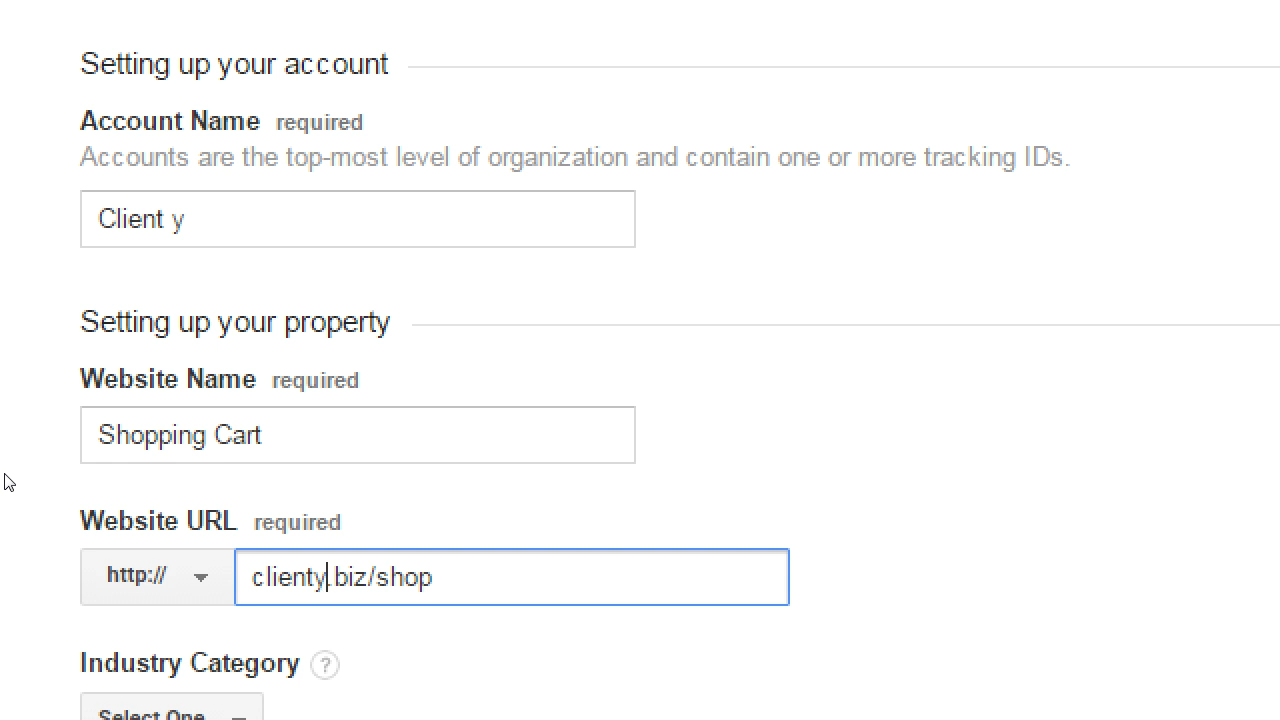 Setting up your account
Account Name required
Accounts are the top-most level of organization and contain one or more tracking IDs.
Client y
Setting up your property
Website Name required
Shopping Cart
Website URL required
http:// clienty.biz/shop
Industry Category ?
Select One